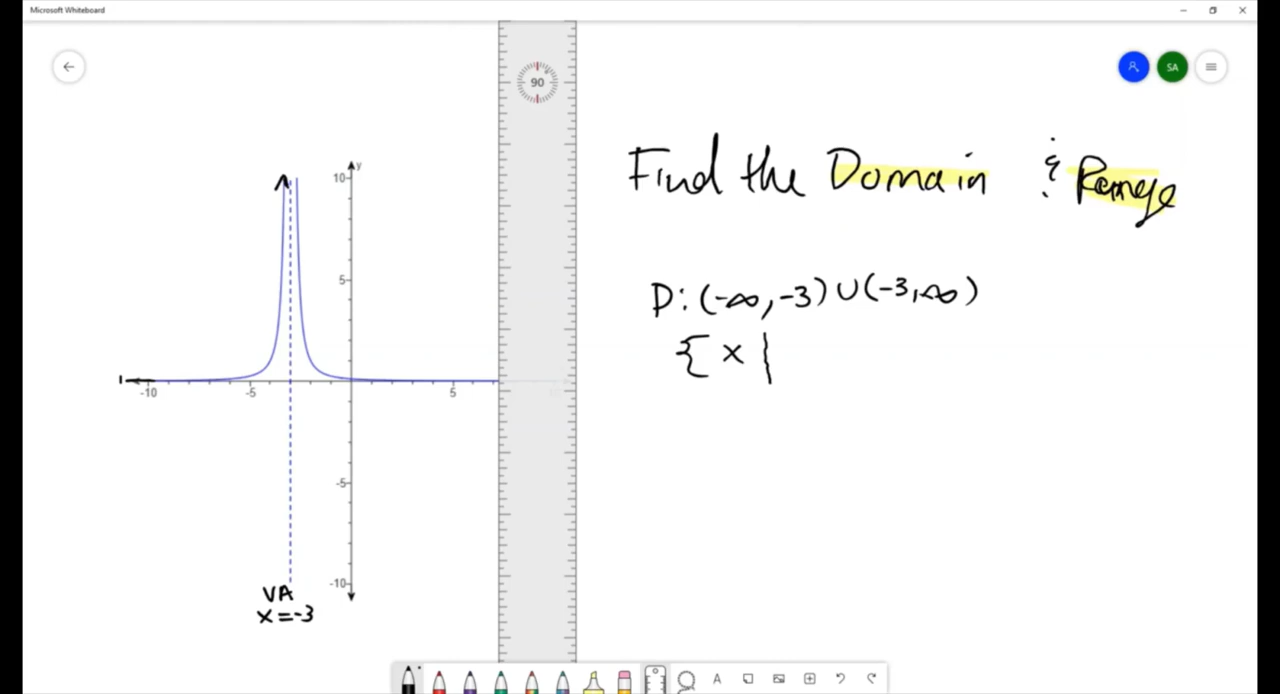 Microsoft Whiteboard
90
SA
Find the Domain & Range
D: (-∞, -3) ∪ (-3, ∞)
{ x |
y
10
5
-10
-5
5
-5
-10
VA
x = -3
A